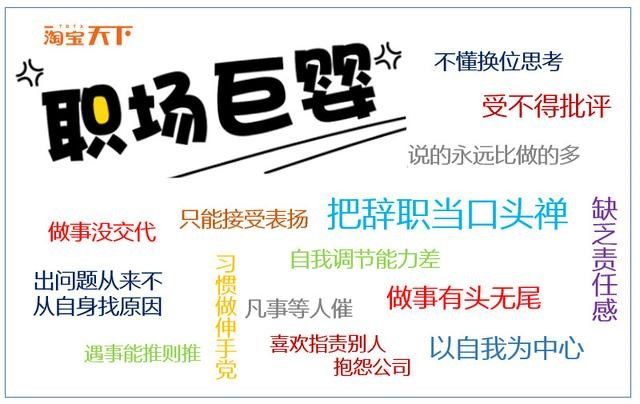 淘宝天下
职场巨婴
不懂换位思考
受不得批评
说的永远比做的多
把辞职当口头禅
缺乏责任感
只能接受表扬
做事没交代
自我调节能力差
习惯做伸手党
出问题从来不
从自身找原因
凡事等人催
做事有头无尾
喜欢指责别人
抱怨公司
以自我为中心
遇事能推则推